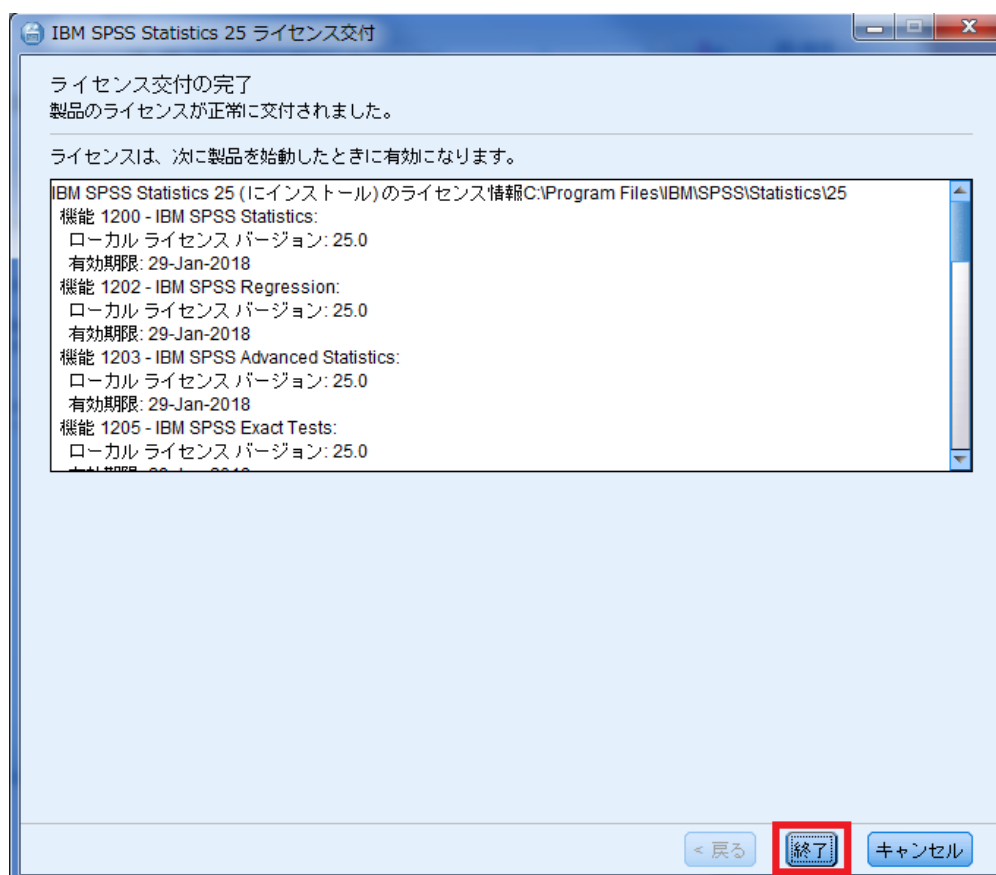 IBM SPSS Statistics 25 ライセンス交付
ライセンス交付の完了
製品のライセンスが正常に交付されました。
ライセンスは、次に製品を始動したときに有効になります。
IBM SPSS Statistics 25 (にインストール)のライセンス情報C:\Program Files\IBM\SPSS\Statistics\25
機能 1200 - IBM SPSS Statistics:
ローカル ライセンス バージョン: 25.0
有効期限: 29-Jan-2018
機能 1202 - IBM SPSS Regression:
ローカル ライセンス バージョン: 25.0
有効期限: 29-Jan-2018
機能 1203 - IBM SPSS Advanced Statistics:
ローカル ライセンス バージョン: 25.0
有効期限: 29-Jan-2018
機能 1205 - IBM SPSS Exact Tests:
ローカル ライセンス バージョン: 25.0
< 戻る
終了
キャンセル